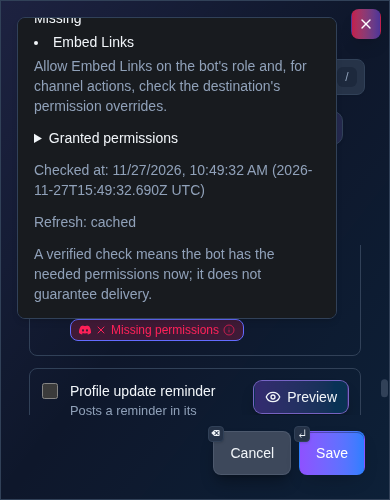 Missing
• Embed Links
Allow Embed Links on the bot's role and, for
channel actions, check the destination's
permission overrides.
▶ Granted permissions
Checked at: 11/27/2026, 10:49:32 AM (2026-
11-27T15:49:32.690Z UTC)
Refresh: cached
A verified check means the bot has the
needed permissions now; it does not
guarantee delivery.
/
Missing permissions
Profile update reminder
Preview
Posts a reminder in its
Cancel
Save